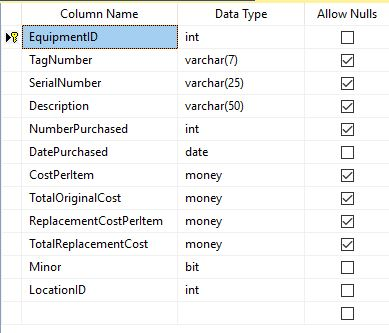 Column Name Data Type Allow Nulls
EquipmentID int
TagNumber varchar(7)
SerialNumber varchar(25)
Description varchar(50)
NumberPurchased int
DatePurchased date
CostPerItem money
TotalOriginalCost money
ReplacementCostPerItem money
TotalReplacementCost money
Minor bit
LocationID int